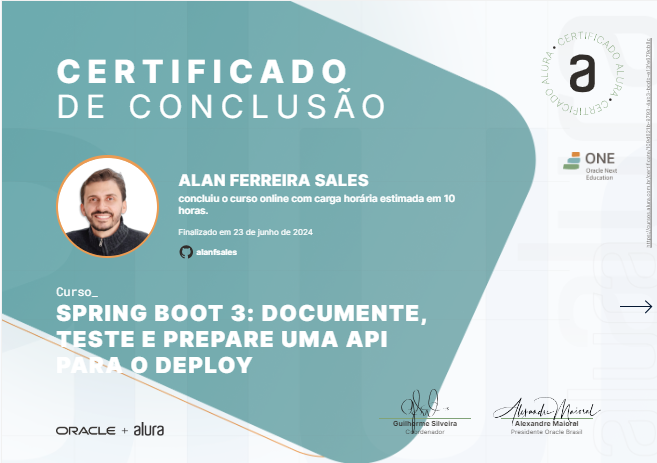 CERTIFICADO
DE CONCLUSÃO
CERTIFICADO ALURA • CERTIFICADO ALURA •
a
ONE
Oracle Next
Education
ALAN FERREIRA SALES
concluiu o curso online com carga horária estimada em 10
horas.
Finalizado em 23 de junho de 2024
alanfsales
Curso_
SPRING BOOT 3: DOCUMENTE,
TESTE E PREPARE UMA API
PARA O DEPLOY
Guilherme Silveira
Coordenador
Alexandre Maioral
Alexandre Maioral
Presidente Oracle Brasil
ORACLE + alura